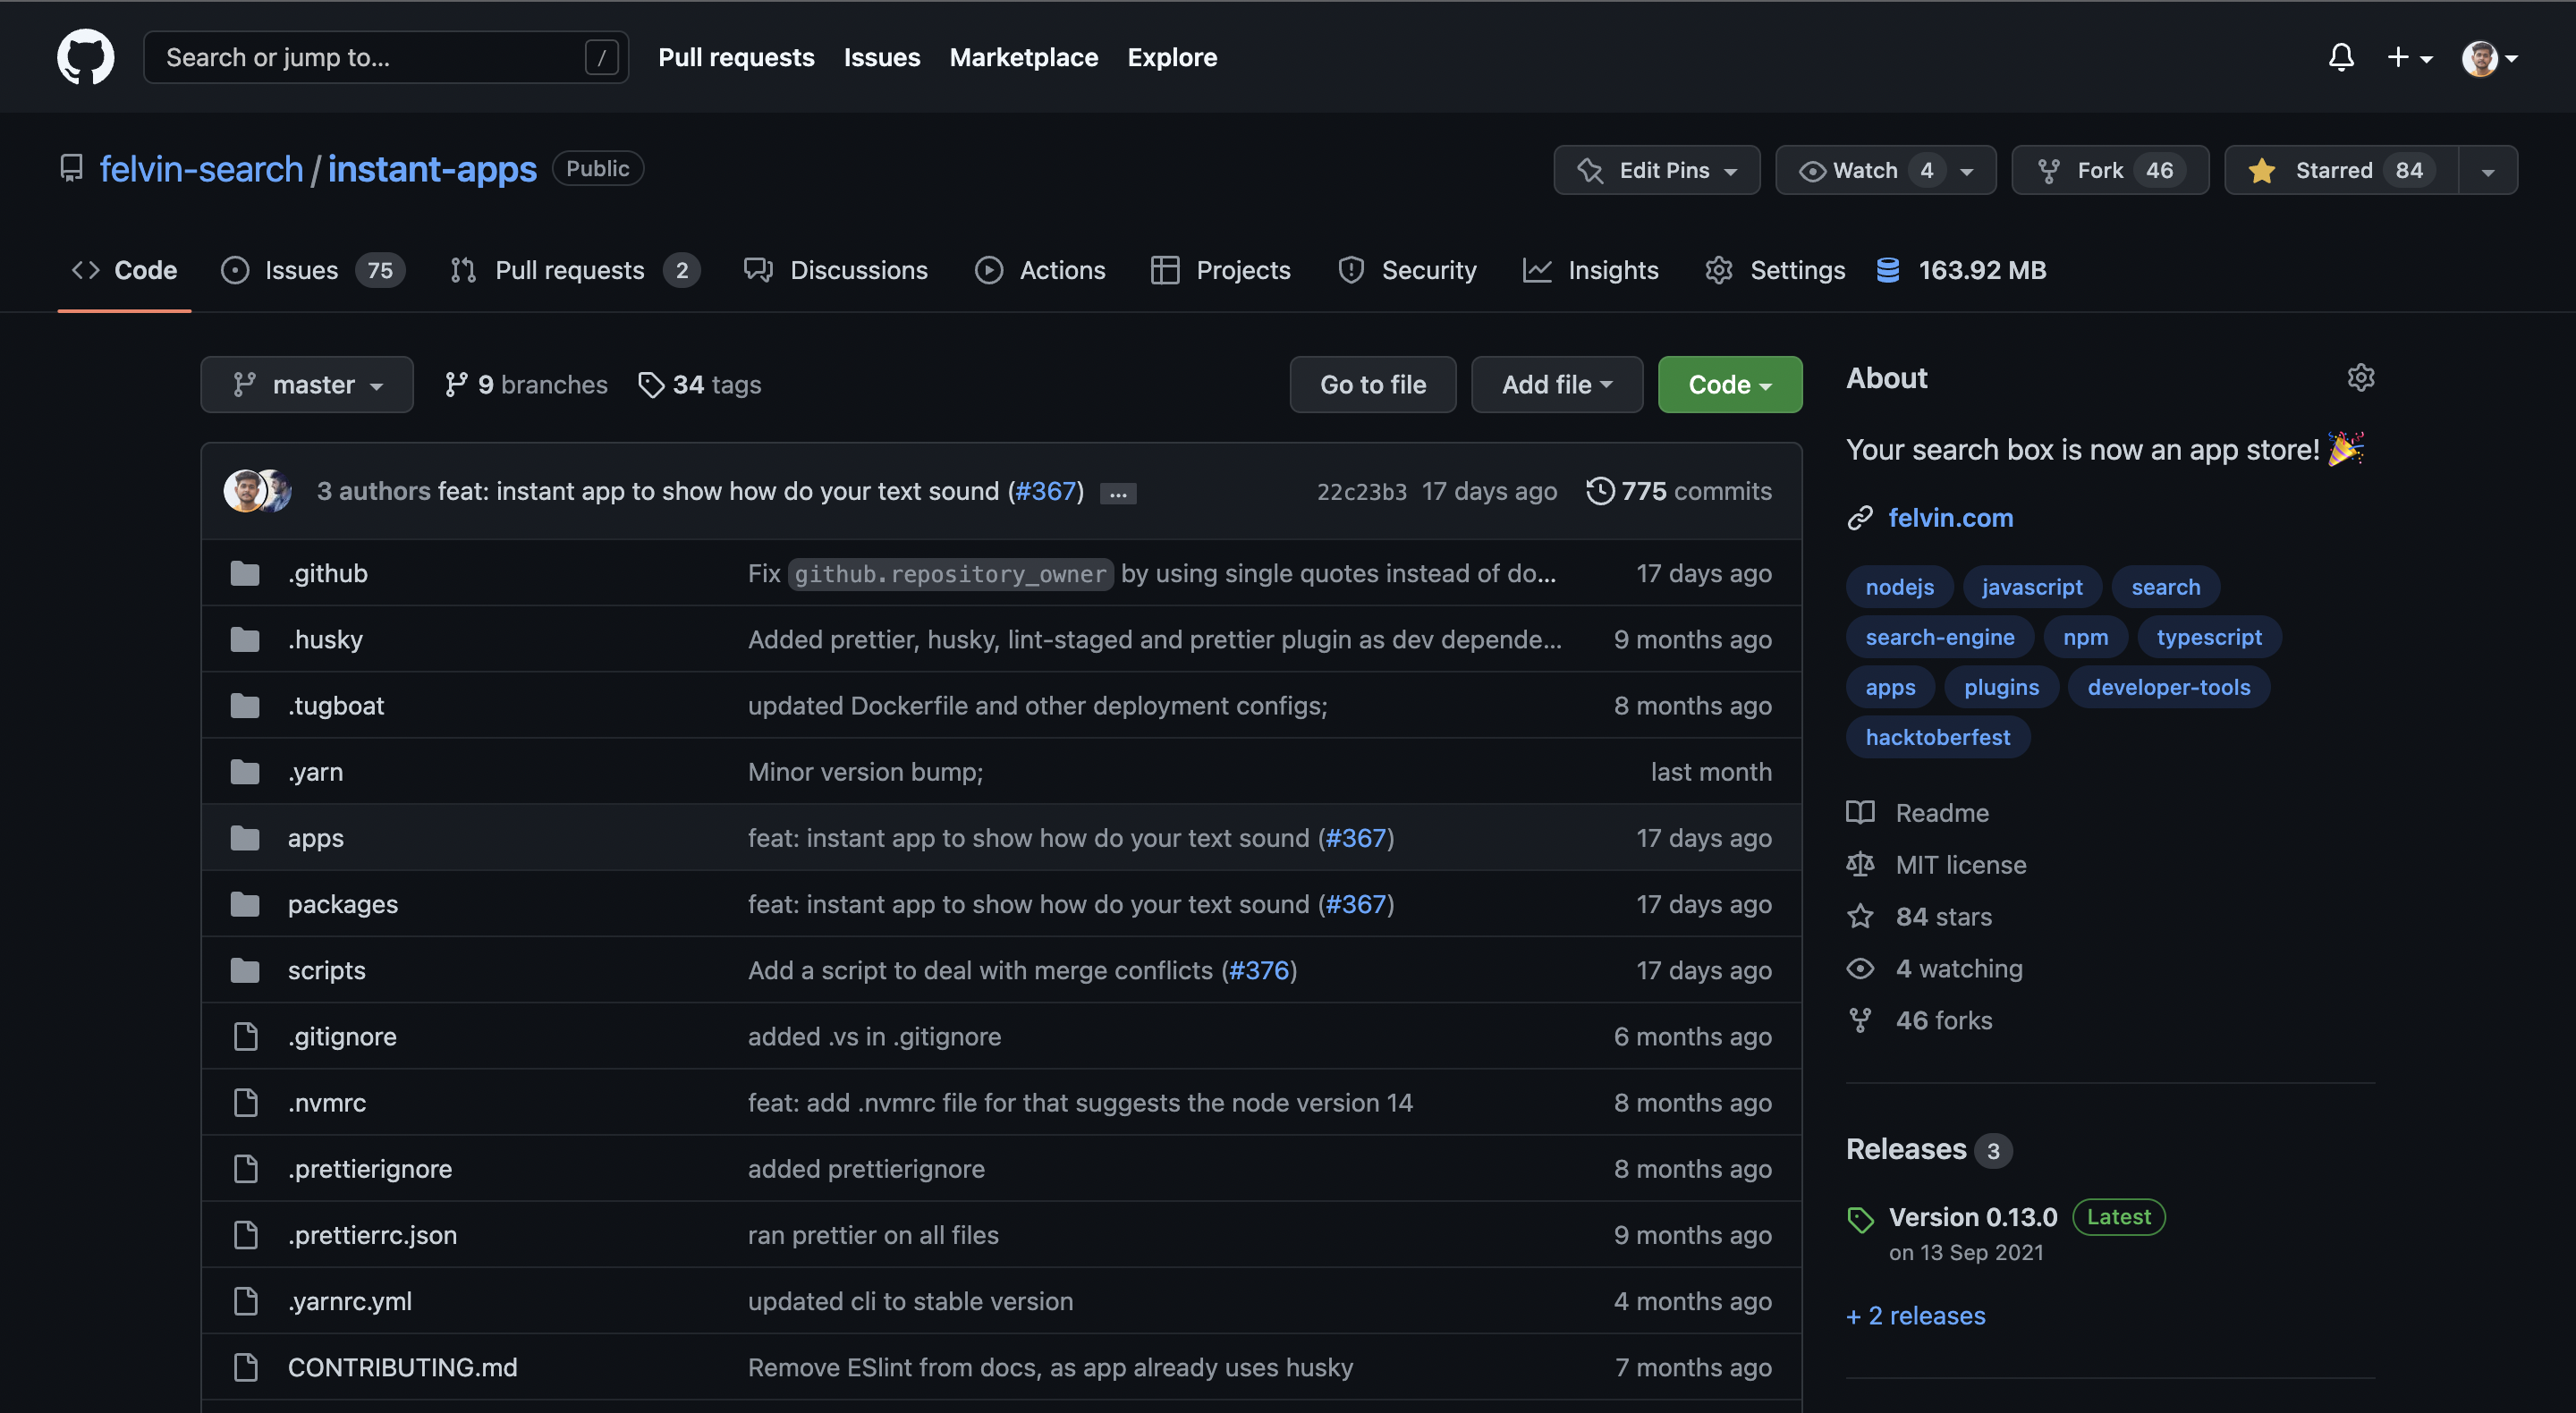 Search or jump to... /
Pull requests Issues Marketplace Explore
felvin-search / instant-apps Public
Edit Pins Watch 4 Fork 46 Starred 84
Code Issues 75 Pull requests 2 Discussions Actions Projects Security Insights Settings 163.92 MB
master 9 branches 34 tags Go to file Add file Code
3 authors feat: instant app to show how do your text sound (#367) ... 22c23b3 17 days ago 775 commits
.github Fix github.repository_owner by using single quotes instead of do... 17 days ago
.husky Added prettier, husky, lint-staged and prettier plugin as dev depende... 9 months ago
.tugboat updated Dockerfile and other deployment configs; 8 months ago
.yarn Minor version bump; last month
apps feat: instant app to show how do your text sound (#367) 17 days ago
packages feat: instant app to show how do your text sound (#367) 17 days ago
scripts Add a script to deal with merge conflicts (#376) 17 days ago
.gitignore added .vs in .gitignore 6 months ago
.nvmrc feat: add .nvmrc file for that suggests the node version 14 8 months ago
.prettierignore added prettierignore 8 months ago
.prettierrc.json ran prettier on all files 9 months ago
.yarnrc.yml updated cli to stable version 4 months ago
CONTRIBUTING.md Remove ESlint from docs, as app already uses husky 7 months ago
About
Your search box is now an app store! 🎉
felvin.com
nodejs javascript search
search-engine npm typescript
apps plugins developer-tools
hacktoberfest
Readme
MIT license
84 stars
4 watching
46 forks
Releases 3
Version 0.13.0 Latest
on 13 Sep 2021
+ 2 releases